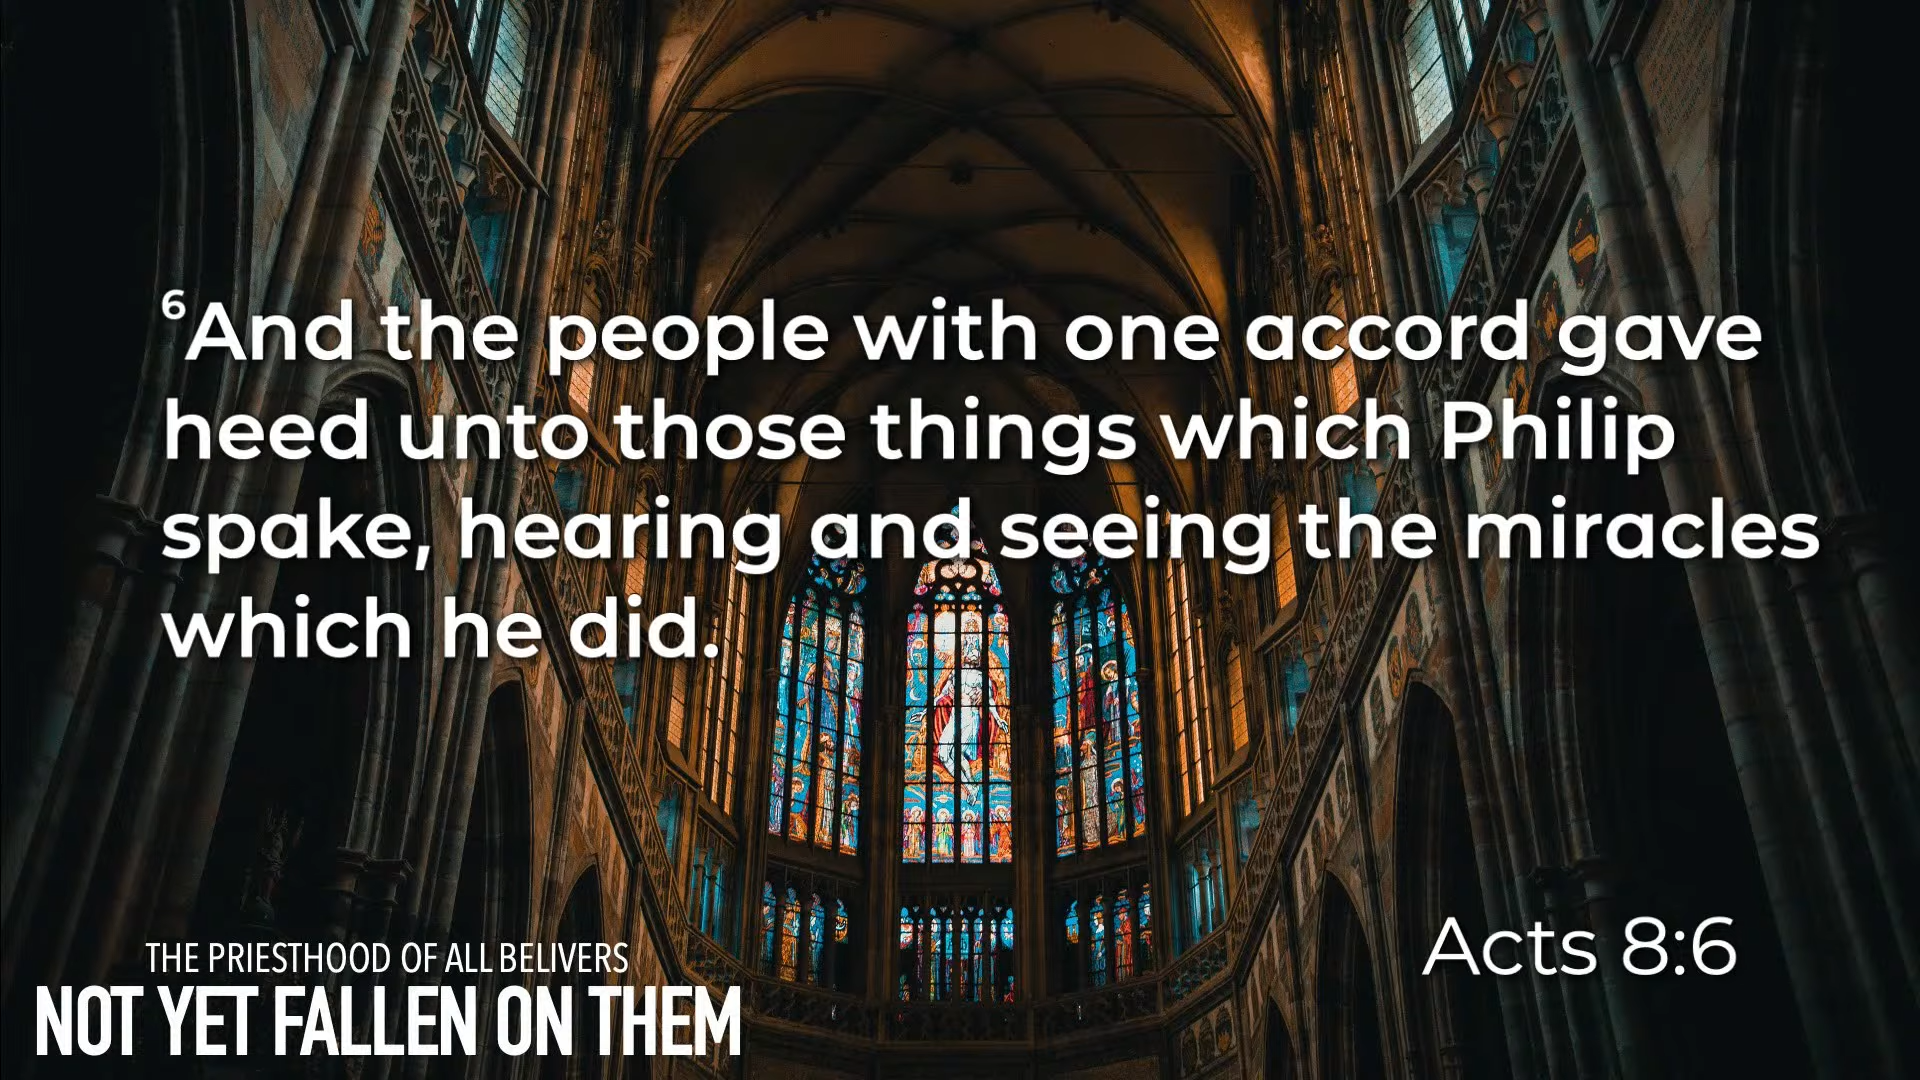 ⁶And the people with one accord gave
heed unto those things which Philip
spake, hearing and seeing the miracles
which he did.
Acts 8:6
THE PRIESTHOOD OF ALL BELIVERS
NOT YET FALLEN ON THEM